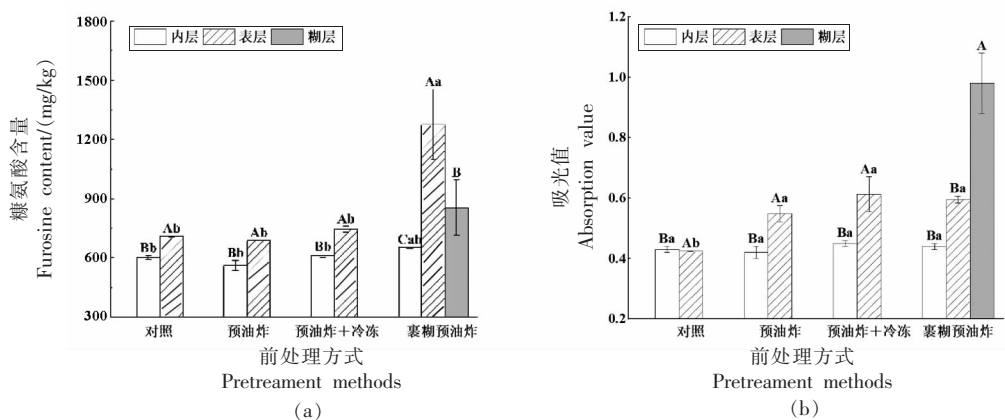 1800
1500
1200
900
600
300
糠氨酸含量
Furosine content/(mg/kg)
内层 表层 糊层
Bb Ab
Bb Ab
Bb Ab
Cab Aa B
对照 预油炸 预油炸+冷冻 裹糊预油炸
前处理方式
Pretreament methods
(a)
1.2
1.0
0.8
0.6
0.4
0.2
吸光值
Absorption value
内层 表层 糊层
Ba Ab
Ba Aa
Ba Aa
Ba Ba A
对照 预油炸 预油炸+冷冻 裹糊预油炸
前处理方式
Pretreament methods
(b)